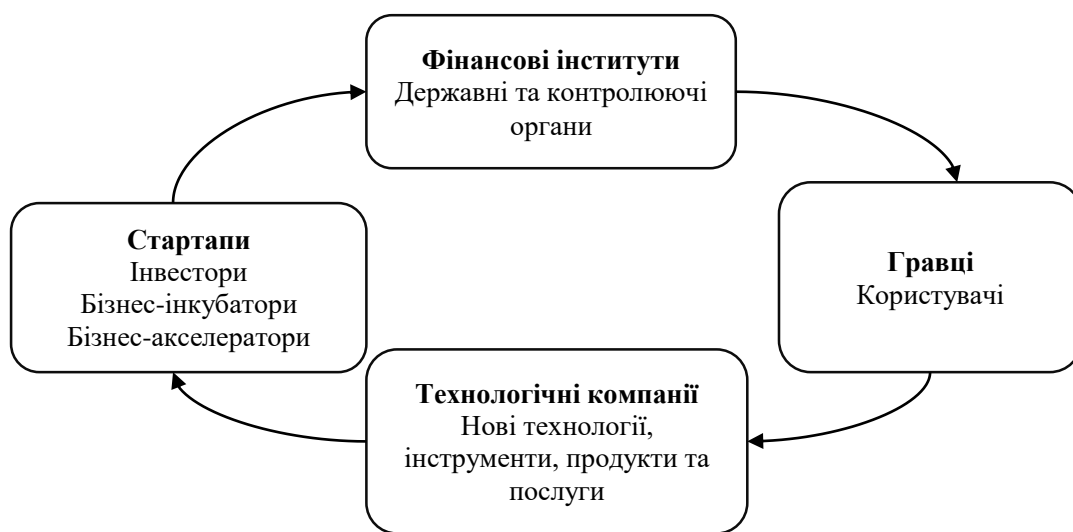 Фінансові інститути
Державні та контролюючі
органи
Стартапи
Інвестори
Бізнес-інкубатори
Бізнес-акселератори
Гравці
Користувачі
Технологічні компанії
Нові технології,
інструменти, продукти та
послуги